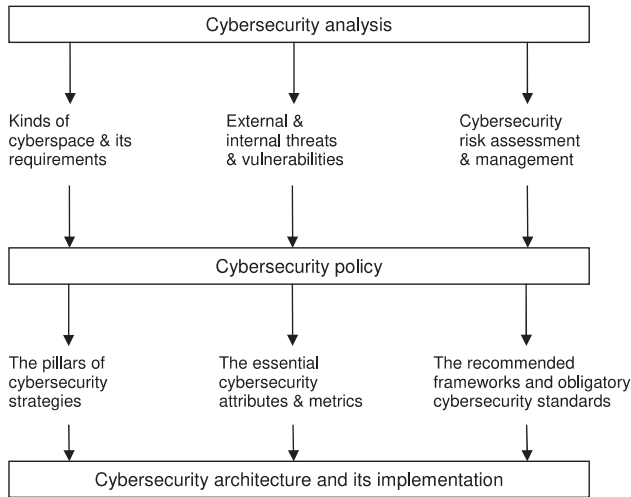 Cybersecurity analysis
Kinds of
cyberspace & its
requirements
External &
internal threats
& vulnerabilities
Cybersecurity
risk assessment
& management
Cybersecurity policy
The pillars of
cybersecurity
strategies
The essential
cybersecurity
attributes & metrics
The recommended
frameworks and obligatory
cybersecurity standards
Cybersecurity architecture and its implementation